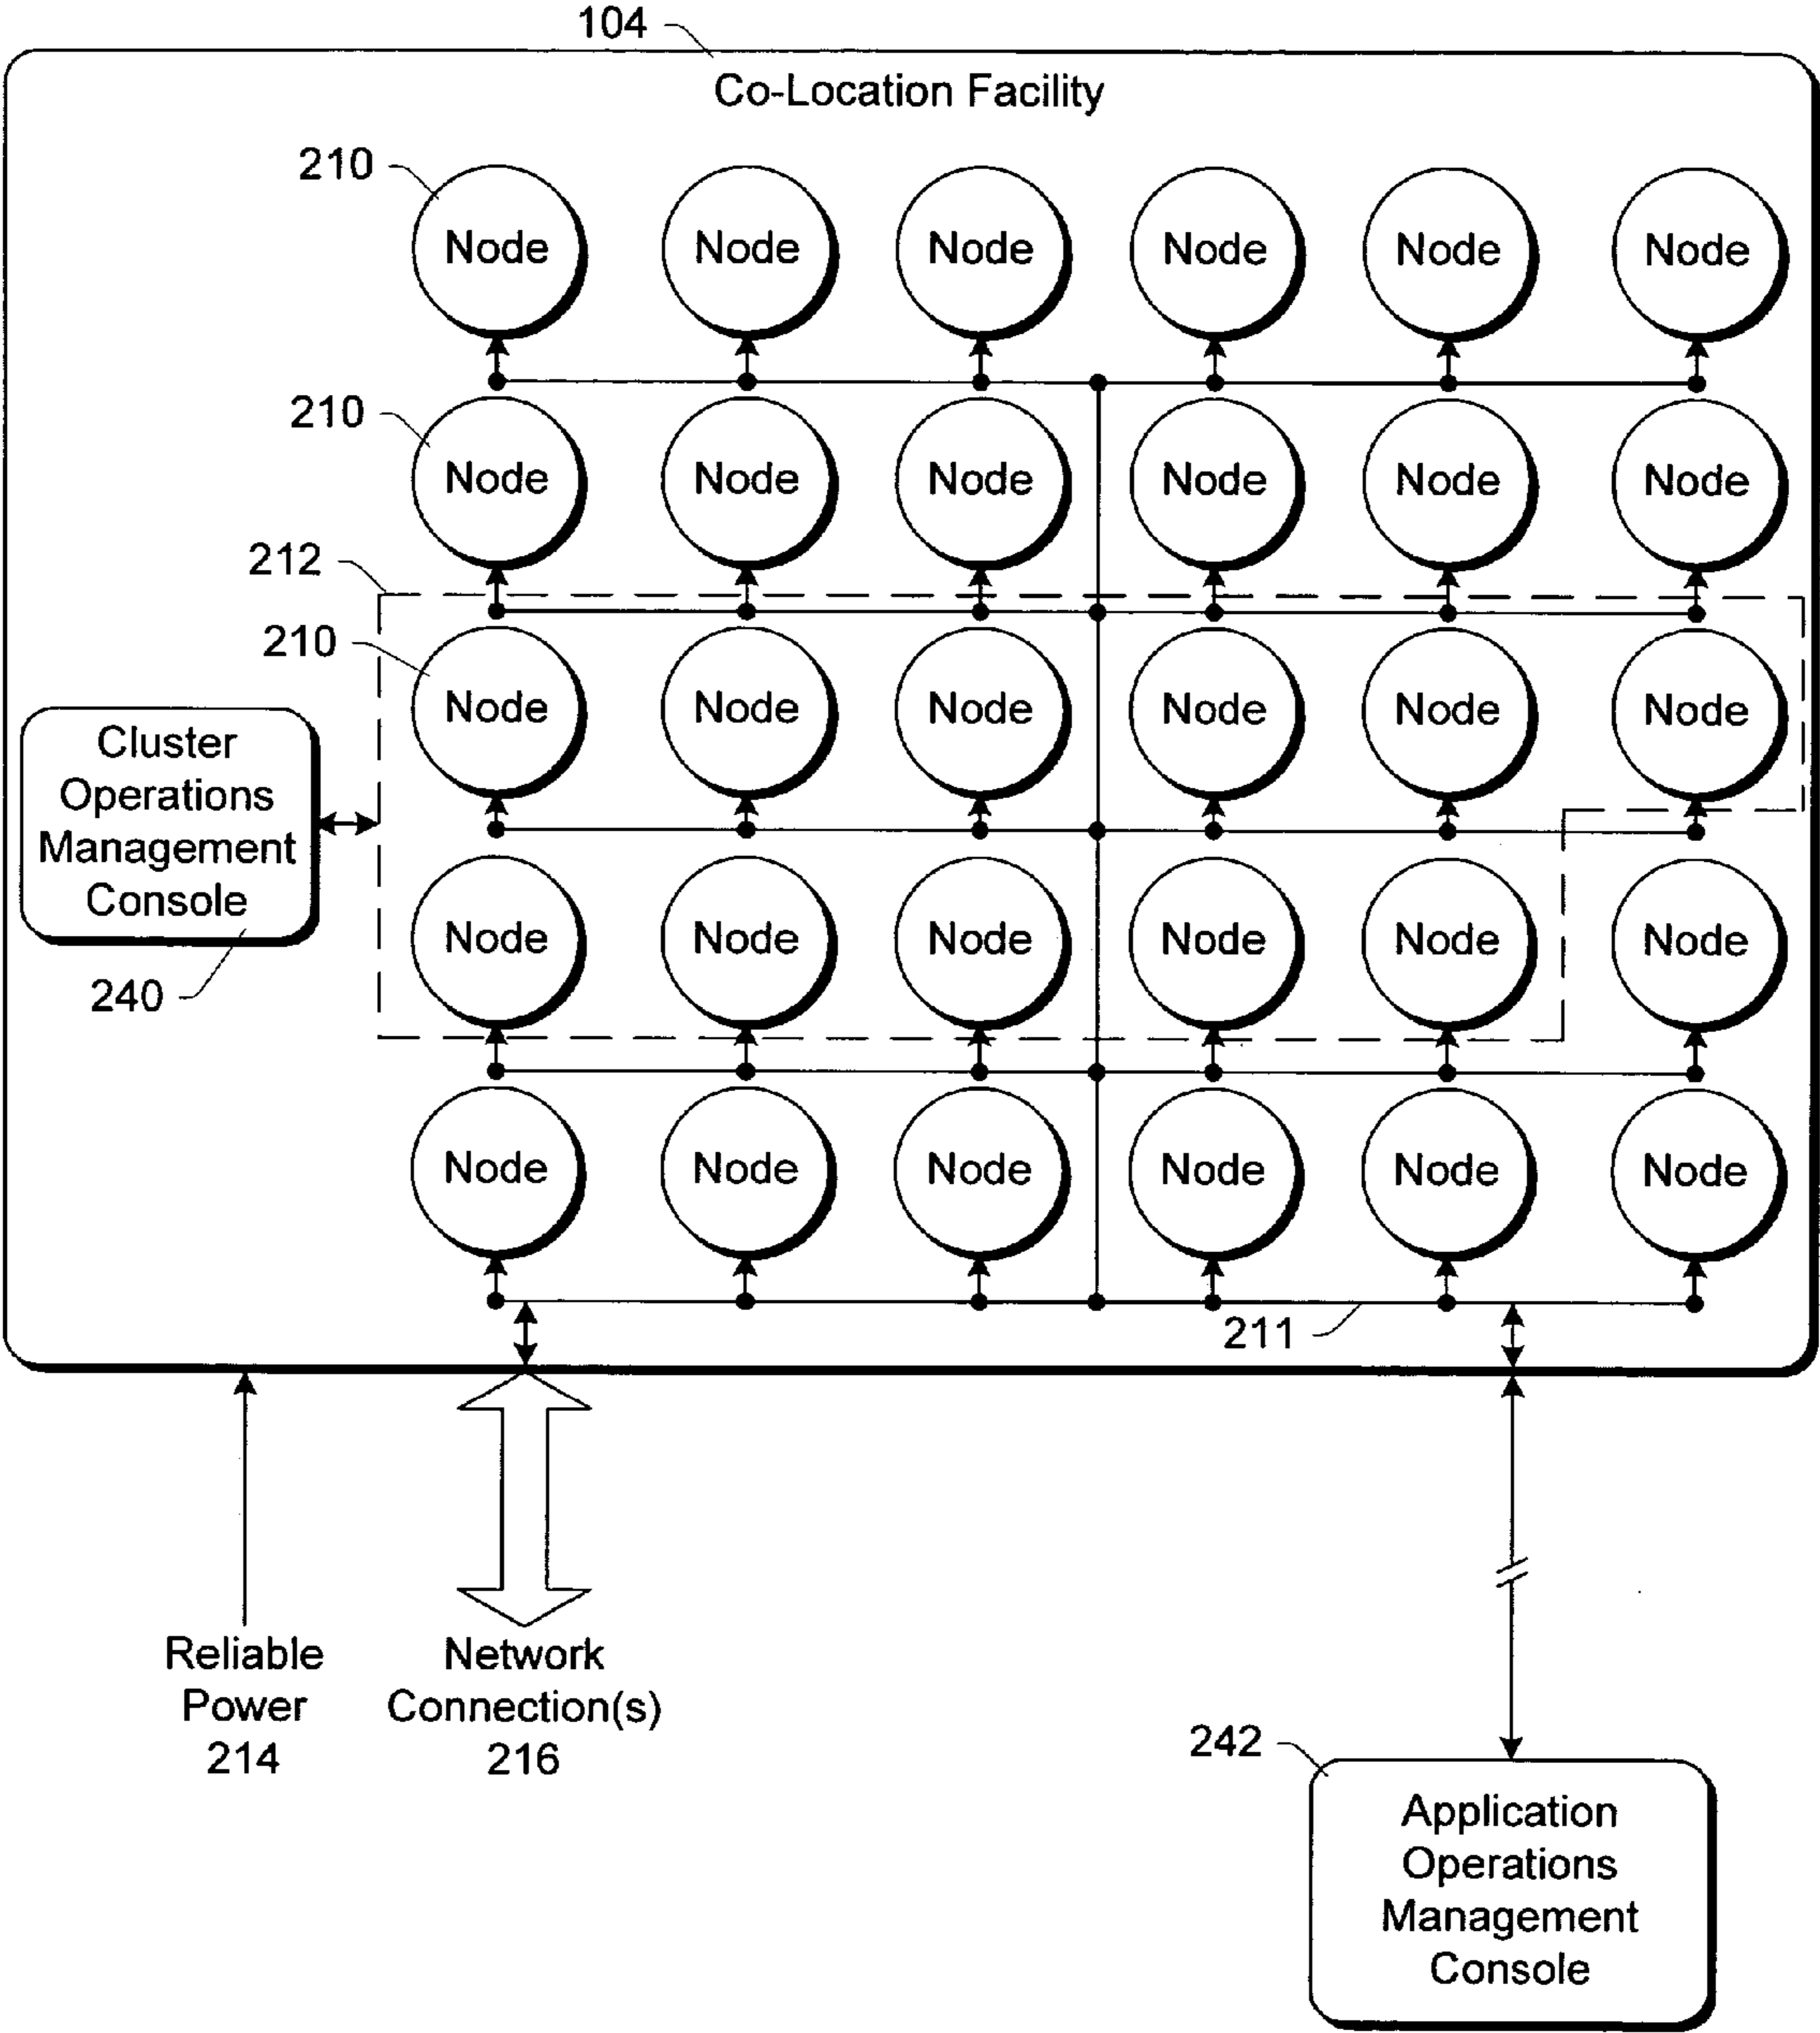 104
Co-Location Facility
210
Node Node Node Node Node Node
210
Node Node Node Node Node Node
212
210
Node Node Node Node Node Node
Cluster
Operations
Management
Console
240
Node Node Node Node Node Node
Node Node Node Node Node Node
211
Reliable
Power
214
Network
Connection(s)
216
242
Application
Operations
Management
Console